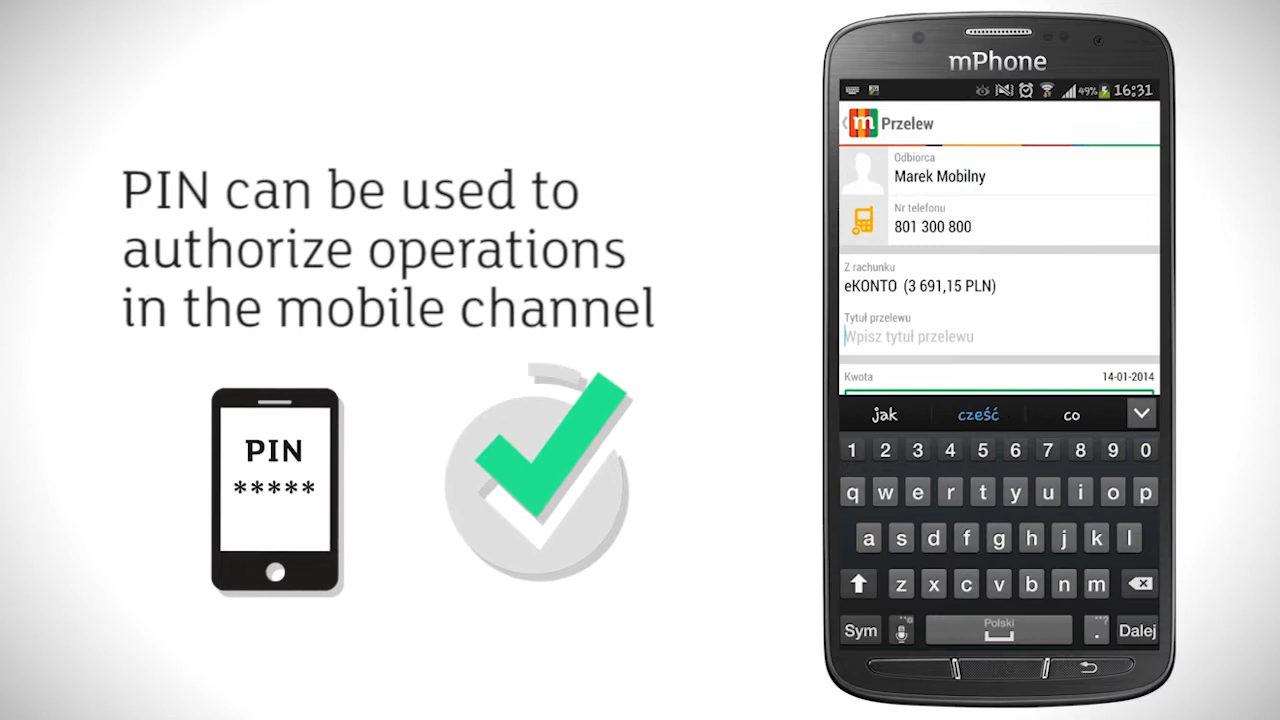 PIN can be used to
authorize operations
in the mobile channel
PIN
*****
mPhone
49% 16:31
m Przelew
Odbiorca
Marek Mobilny
Nr telefonu
801 300 800
Z rachunku
eKONTO (3 691,15 PLN)
Tytuł przelewu
Wpisz tytuł przelewu
Kwota 14-01-2014
jak cześć co
1 2 3 4 5 6 7 8 9 0
q w e r t y u i o p
a s d f g h j k l
z x c v b n m
Sym Polski . Dalej